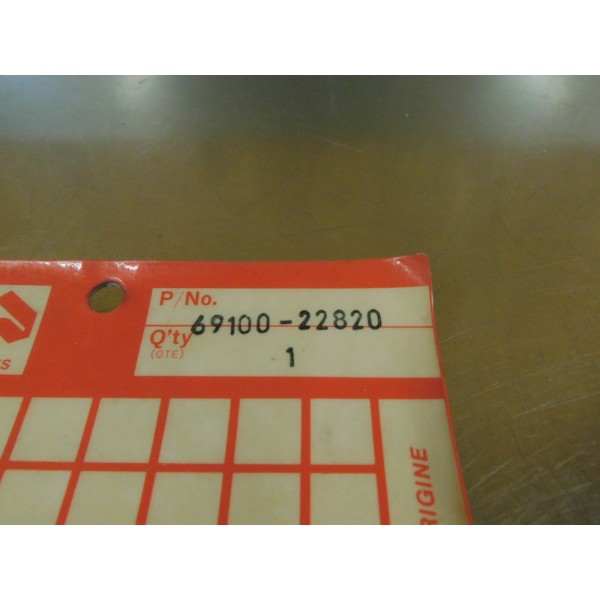 P/No.
69100-22820
Q'ty
(QTE)
1
RIGINE